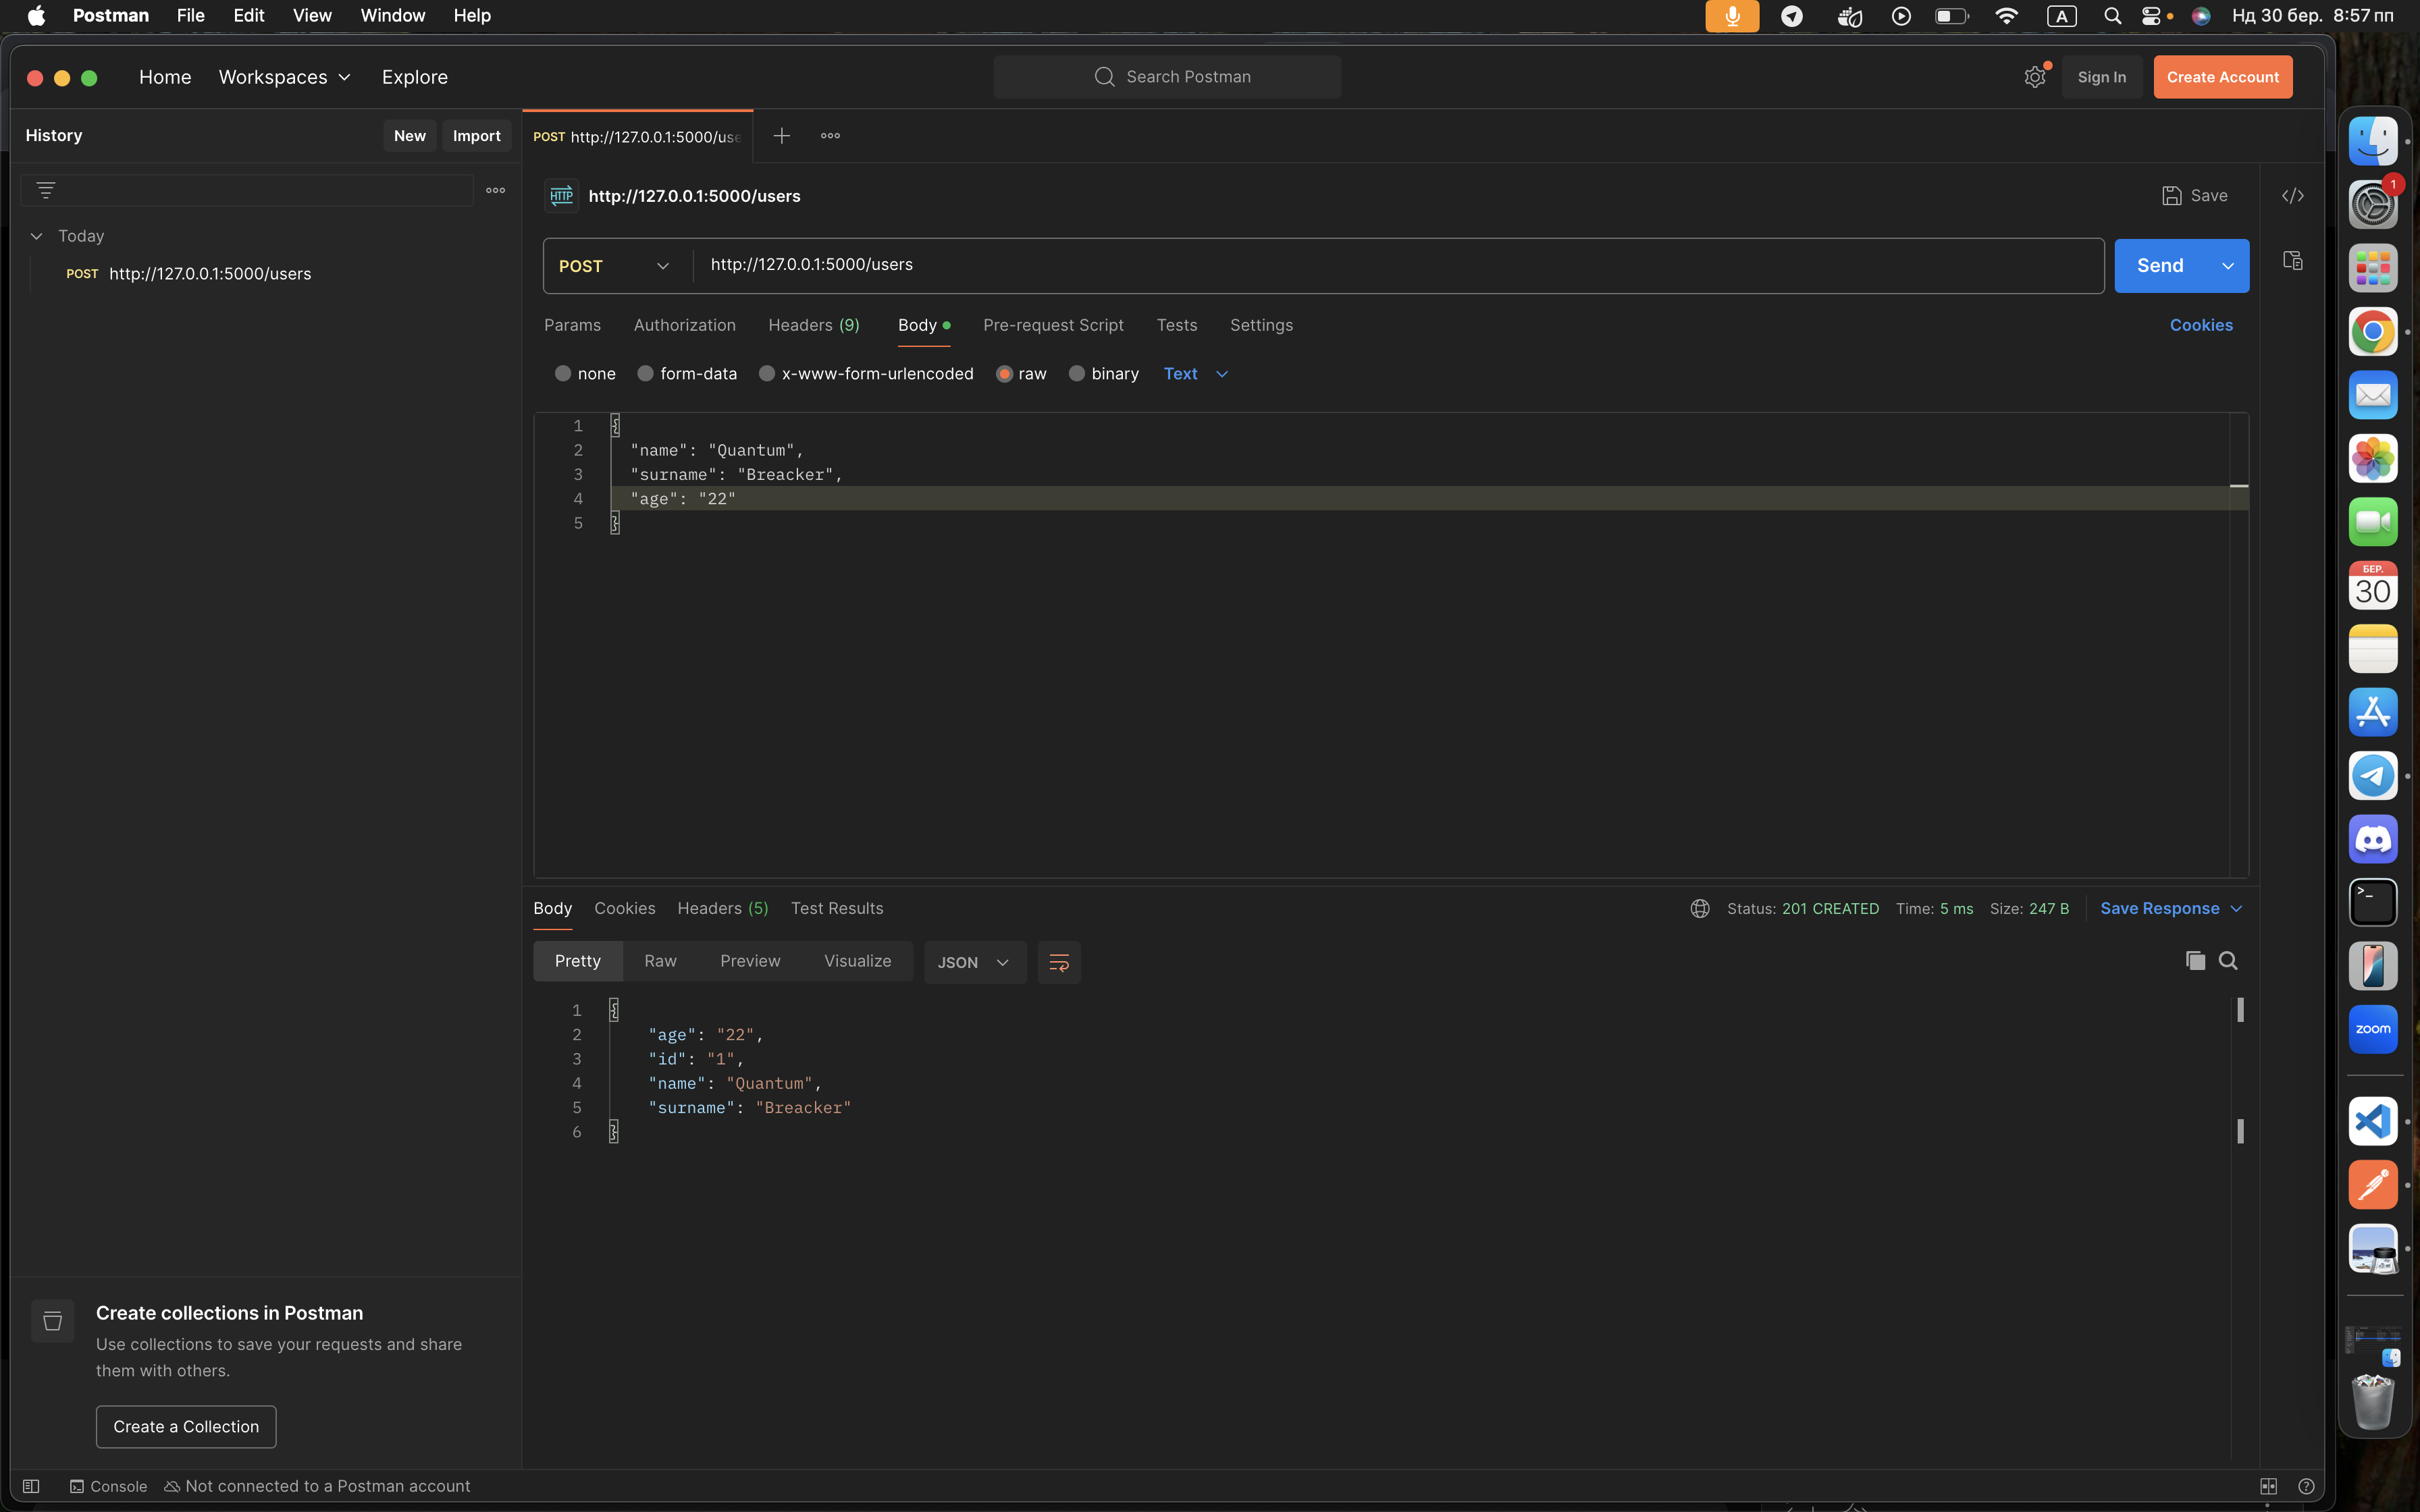 Postman File Edit View Window Help A Нд 30 бер. 8:57 пп
Home Workspaces Explore Search Postman Sign In Create Account
History New Import POST http://127.0.0.1:5000/use
HTTP http://127.0.0.1:5000/users Save </>
Today
POST http://127.0.0.1:5000/users
POST http://127.0.0.1:5000/users Send
Params Authorization Headers (9) Body Pre-request Script Tests Settings Cookies
none form-data x-www-form-urlencoded raw binary Text
1 {
2 "name": "Quantum",
3 "surname": "Breacker",
4 "age": "22"
5 }
Body Cookies Headers (5) Test Results Status: 201 CREATED Time: 5 ms Size: 247 B Save Response
Pretty Raw Preview Visualize JSON
1 {
2 "age": "22",
3 "id": "1",
4 "name": "Quantum",
5 "surname": "Breacker"
6 }
Create collections in Postman
Use collections to save your requests and share
them with others.
Create a Collection
Console Not connected to a Postman account
1
БЕР.
30
zoom